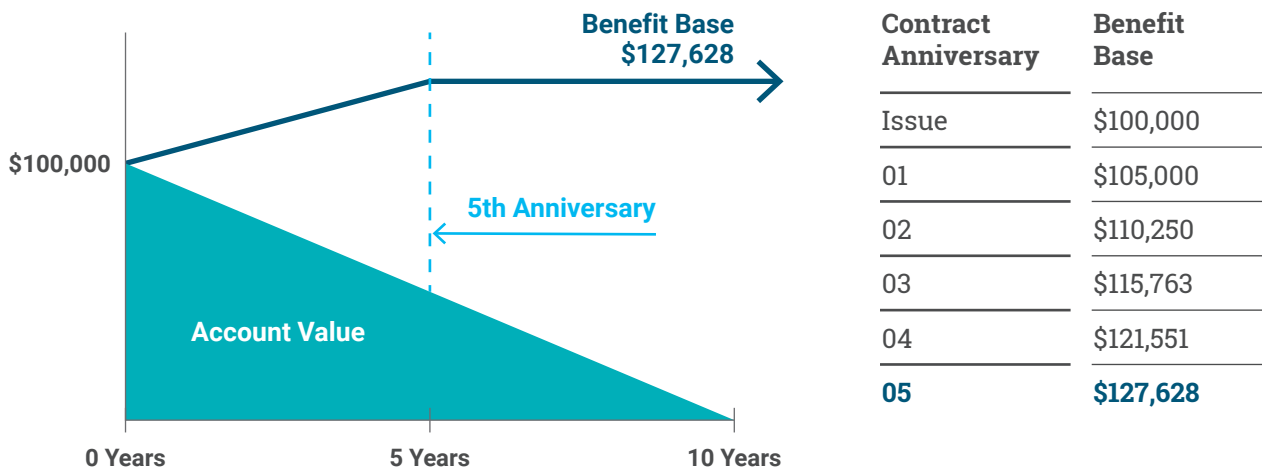 Benefit Base
$127,628
$100,000
5th Anniversary
Account Value
0 Years
5 Years
10 Years
Contract Anniversary
Benefit Base
Issue
$100,000
01
$105,000
02
$110,250
03
$115,763
04
$121,551
05
$127,628